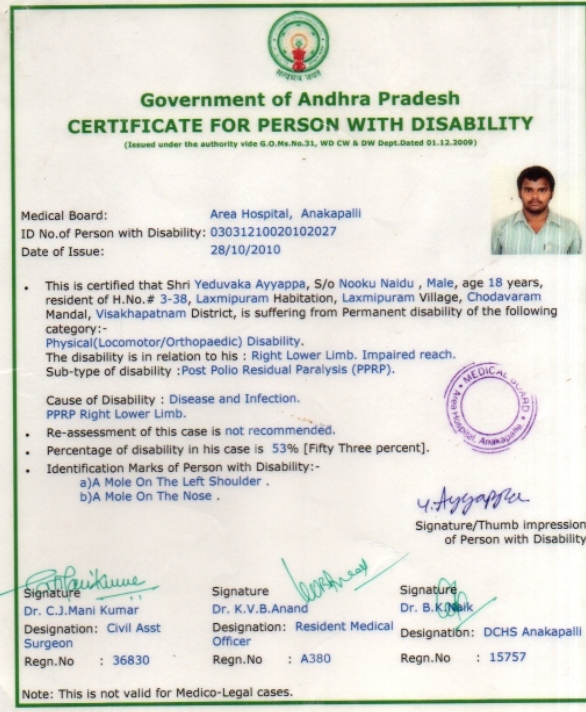 सत्यमेव जयते
Government of Andhra Pradesh
CERTIFICATE FOR PERSON WITH DISABILITY
(Issued under the authority vide G.O.Ms.No.31, WD CW & DW Dept.Dated 01.12.2009)
Medical Board: Area Hospital, Anakapalli
ID No.of Person with Disability: 03031210020102027
Date of Issue: 28/10/2010
• This is certified that Shri Yeduvaka Ayyappa, S/o Nooku Naidu , Male, age 18 years,
resident of H.No.# 3-38, Laxmipuram Habitation, Laxmipuram Village, Chodavaram
Mandal, Visakhapatnam District, is suffering from Permanent disability of the following
category:-
Physical(Locomotor/Orthopaedic) Disability.
The disability is in relation to his : Right Lower Limb. Impaired reach.
Sub-type of disability :Post Polio Residual Paralysis (PPRP).
Cause of Disability : Disease and Infection.
PPRP Right Lower Limb.
• Re-assessment of this case is not recommended.
• Percentage of disability in his case is 53% [Fifty Three percent].
• Identification Marks of Person with Disability:-
a)A Mole On The Left Shoulder .
b)A Mole On The Nose .
MEDICAL BOARD
Area Hospital, Anakapalle
Y. Ayyappa
Signature/Thumb impression
of Person with Disability
Signature Signature Signature
Dr. C.J.Mani Kumar Dr. K.V.B.Anand Dr. B.K.Naik
Designation: Civil Asst Designation: Resident Medical Designation: DCHS Anakapalli
Surgeon Officer
Regn.No : 36830 Regn.No : A380 Regn.No : 15757
Note: This is not valid for Medico-Legal cases.